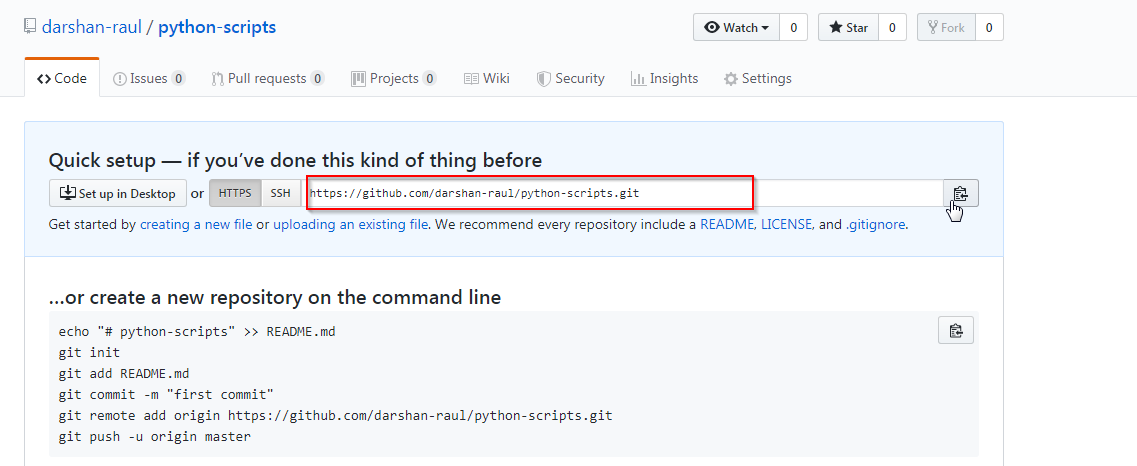 darshan-raul / python-scripts
Watch 0 Star 0 Fork 0
Code Issues 0 Pull requests 0 Projects 0 Wiki Security Insights Settings
Quick setup — if you've done this kind of thing before
Set up in Desktop or HTTPS SSH https://github.com/darshan-raul/python-scripts.git
Get started by creating a new file or uploading an existing file. We recommend every repository include a README, LICENSE, and .gitignore.
…or create a new repository on the command line
echo "# python-scripts" >> README.md
git init
git add README.md
git commit -m "first commit"
git remote add origin https://github.com/darshan-raul/python-scripts.git
git push -u origin master